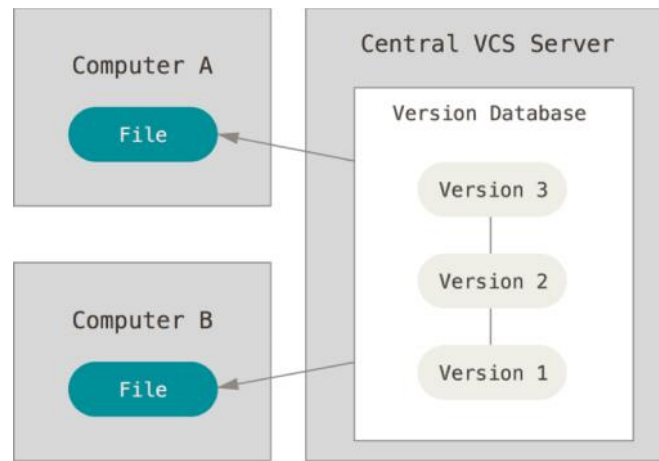 Computer A
File
Computer B
File
Central VCS Server
Version Database
Version 3
Version 2
Version 1